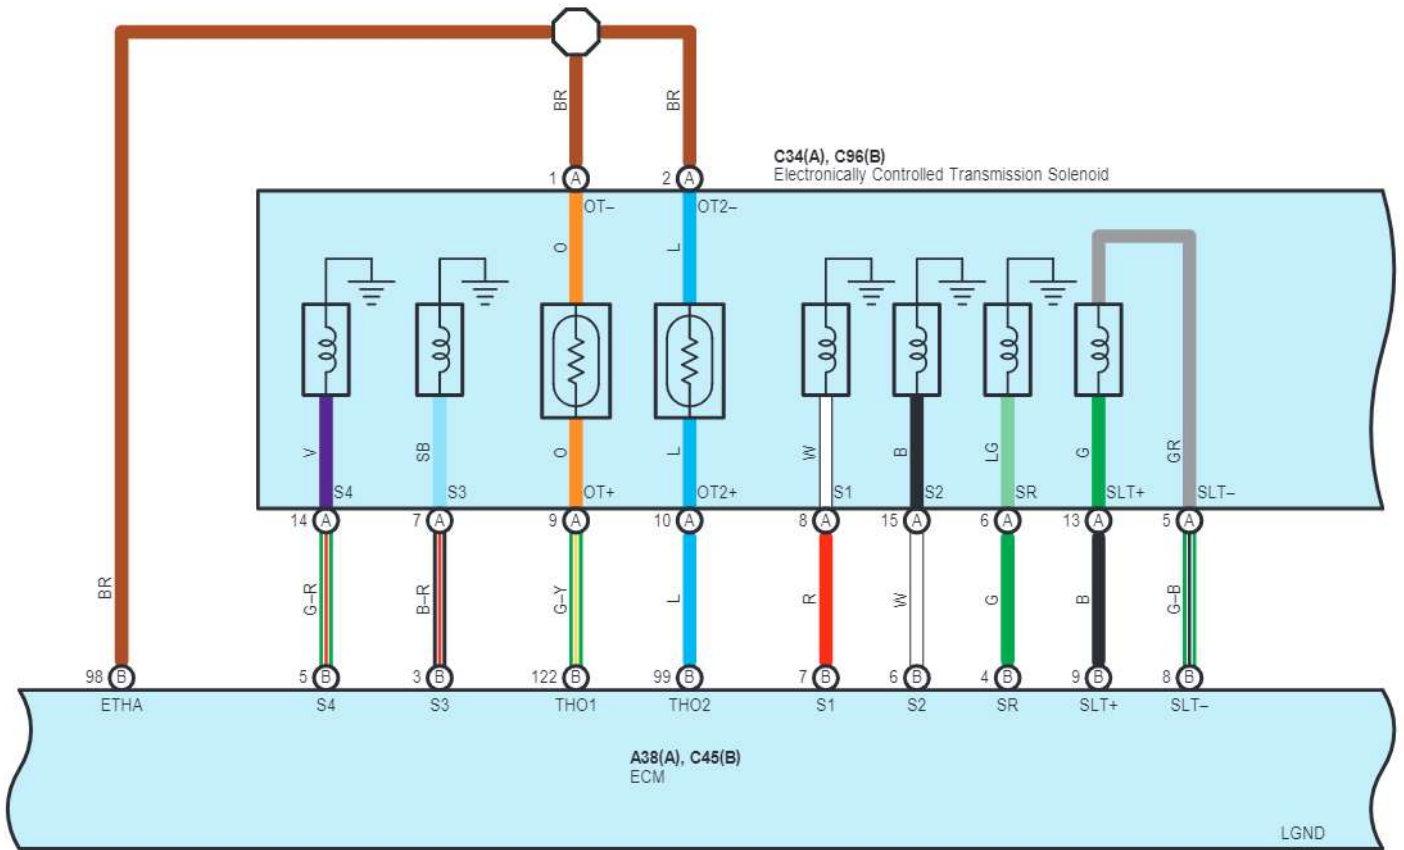 BR
BR
C34(A), C96(B)
Electronically Controlled Transmission Solenoid
1 A
2 A
OT–
OT2–
O
L
V
SB
O
L
W
B
LG
G
GR
S4
S3
OT+
OT2+
S1
S2
SR
SLT+
SLT–
14 A
7 A
9 A
10 A
8 A
15 A
6 A
13 A
5 A
BR
G–R
B–R
G–Y
L
R
W
G
B
G–B
98 B
5 B
3 B
122 B
99 B
7 B
6 B
4 B
9 B
8 B
ETHA
S4
S3
THO1
THO2
S1
S2
SR
SLT+
SLT–
A38(A), C45(B)
ECM
LGND